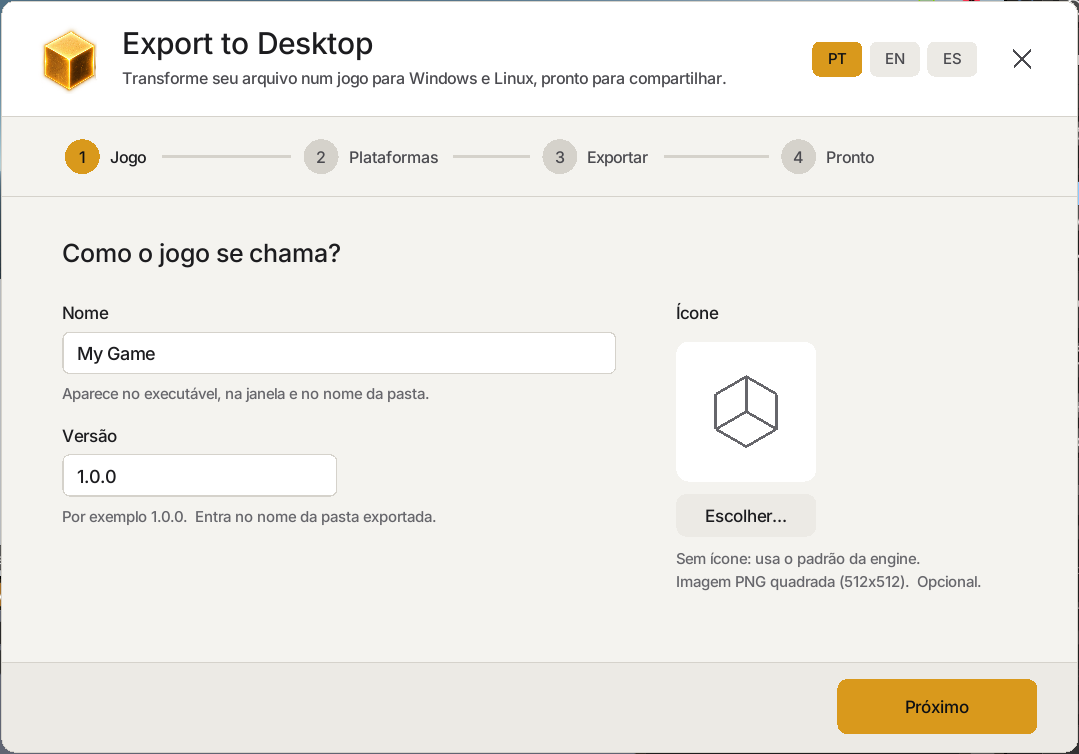 Export to Desktop
Transforme seu arquivo num jogo para Windows e Linux, pronto para compartilhar.
PT
EN
ES
1 Jogo
2 Plataformas
3 Exportar
4 Pronto
Como o jogo se chama?
Nome
My Game
Aparece no executável, na janela e no nome da pasta.
Versão
1.0.0
Por exemplo 1.0.0.  Entra no nome da pasta exportada.
Ícone
Escolher...
Sem ícone: usa o padrão da engine.
Imagem PNG quadrada (512x512).  Opcional.
Próximo